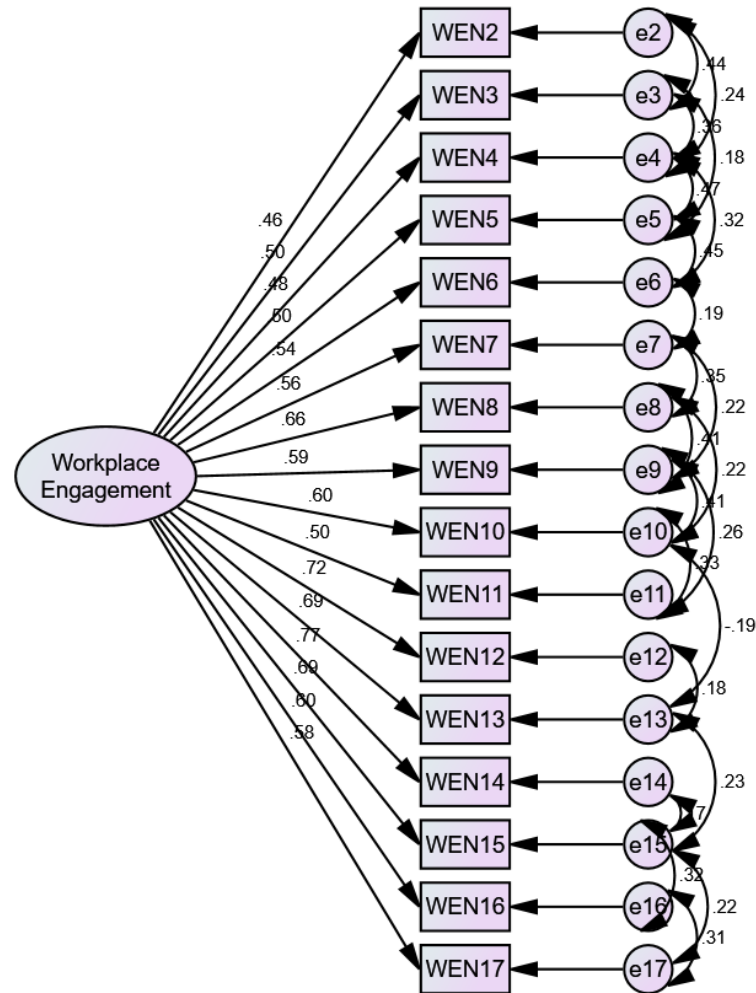 WEN2
e2
.44
WEN3
e3
.24
.36
WEN4
e4
.18
.47
WEN5
e5
.32
.46
.45
.50
WEN6
e6
.48
.19
.50
WEN7
e7
.54
.35
.56
WEN8
e8
.22
.66
.41
Workplace
Engagement
.59
WEN9
e9
.22
.60
.41
WEN10
e10
.26
.50
.33
.72
WEN11
e11
.69
-.19
.77
WEN12
e12
.69
.18
.60
WEN13
e13
.58
WEN14
e14
.23
WEN15
e15
.32
WEN16
e16
.22
.31
WEN17
e17